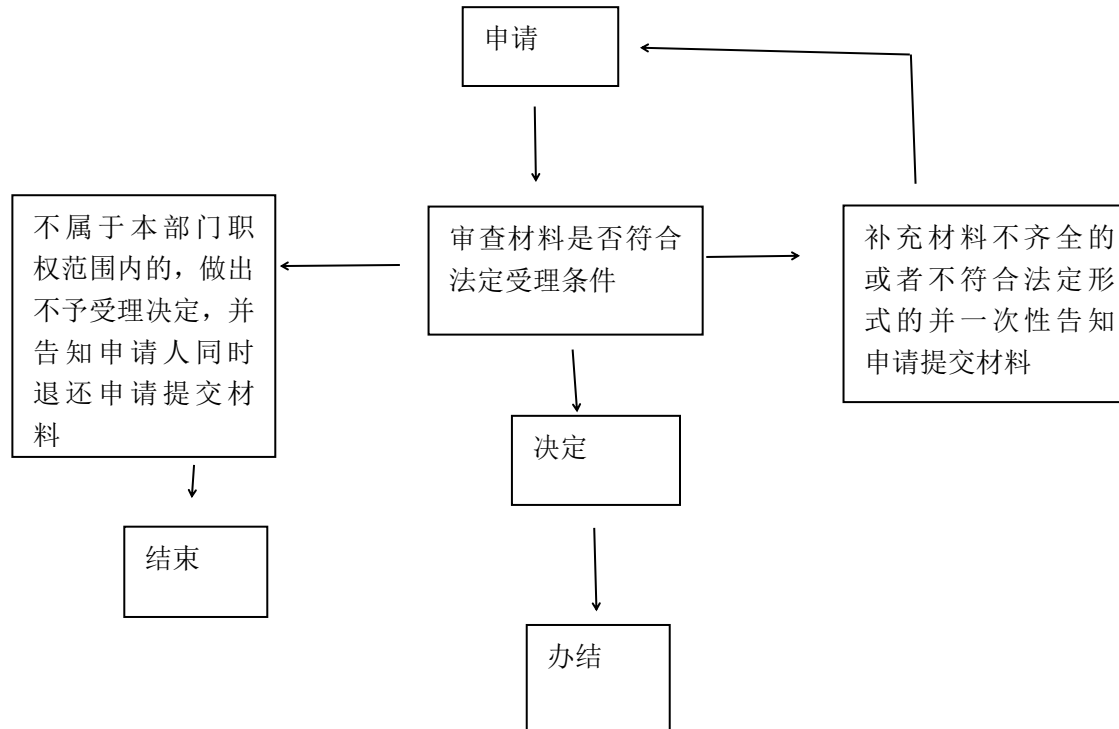 申请
不属于本部门职
权范围内的，做出
不予受理决定，并
告知申请人同时
退还申请提交材
料
审查材料是否符合
法定受理条件
补充材料不齐全的
或者不符合法定形
式的并一次性告知
申请提交材料
决定
结束
办结